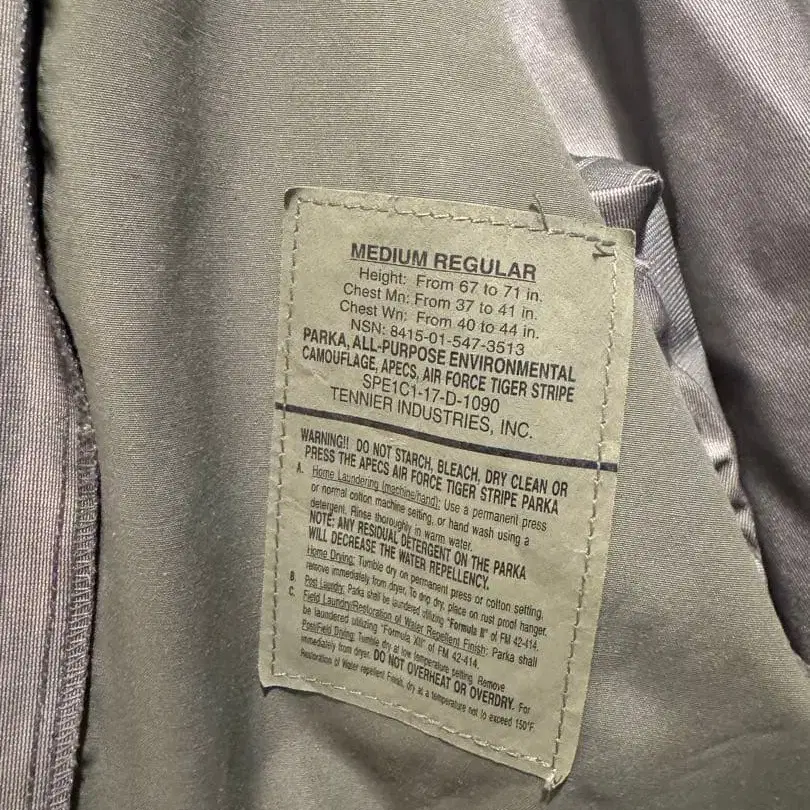 MEDIUM REGULAR
Height: From 67 to 71 in.
Chest Mn: From 37 to 41 in.
Chest Wn: From 40 to 44 in.
NSN: 8415-01-547-3513
PARKA, ALL-PURPOSE ENVIRONMENTAL
CAMOUFLAGE, APECS, AIR FORCE TIGER STRIPE
SPE1C1-17-D-1090
TENNIER INDUSTRIES, INC.
WARNING!! DO NOT STARCH, BLEACH, DRY CLEAN OR
PRESS THE APECS AIR FORCE TIGER STRIPE PARKA
A. Home Laundering (machine/hand): Use a permanent press
or normal cotton machine setting, or hand wash using a
detergent. Rinse thoroughly in warm water.
NOTE: ANY RESIDUAL DETERGENT ON THE PARKA
WILL DECREASE THE WATER REPELLENCY.
Home Drying: Tumble dry on permanent press or cotton setting,
remove immediately from dryer. To drip dry, place on rust proof hanger.
B. Post Laundry: Parka shall be laundered utilizing "Formula II" of FM 42-414.
C. Field Laundry/Restoration of Water Repellent Finish: Parka shall
be laundered utilizing "Formula XII" of FM 42-414.
Post/Field Drying: Tumble dry at low temperature setting. Remove
immediately from dryer. DO NOT OVERHEAT OR OVERDRY. For
Restoration of Water repellent Finish, dry at a temperature not to exceed 150°F.